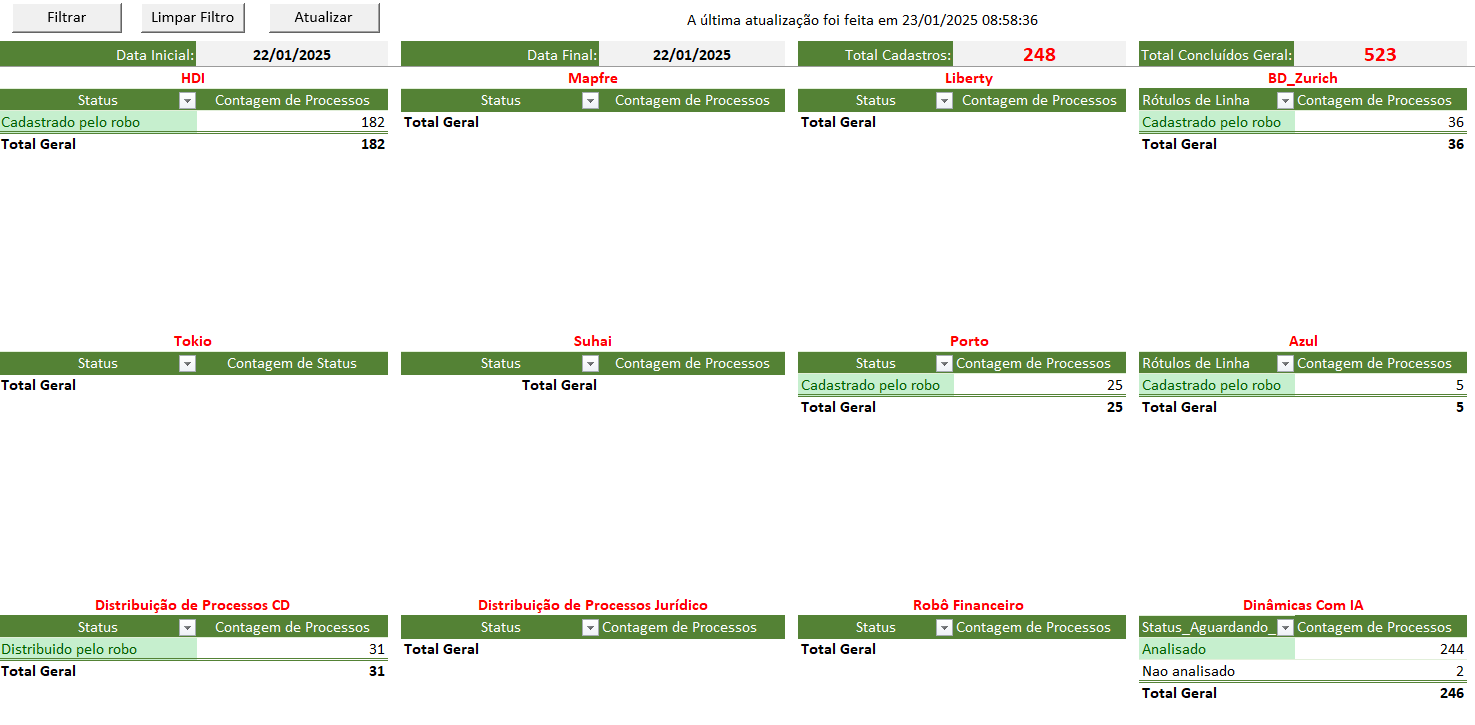 Filtrar Limpar Filtro Atualizar A última atualização foi feita em 23/01/2025 08:58:36
Data Inicial: 22/01/2025 Data Final: 22/01/2025 Total Cadastros: 248 Total Concluídos Geral: 523
HDI Mapfre Liberty BD_Zurich
Status Contagem de Processos Status Contagem de Processos Status Contagem de Processos Rótulos de Linha Contagem de Processos
Cadastrado pelo robo 182 Total Geral Total Geral Cadastrado pelo robo 36
Total Geral 182 Total Geral 36
Tokio Suhai Porto Azul
Status Contagem de Status Status Contagem de Processos Status Contagem de Processos Rótulos de Linha Contagem de Processos
Total Geral Total Geral Cadastrado pelo robo 25 Cadastrado pelo robo 5
Total Geral 25 Total Geral 5
Distribuição de Processos CD Distribuição de Processos Jurídico Robô Financeiro Dinâmicas Com IA
Status Contagem de Processos Status Contagem de Processos Status Contagem de Processos Status_Aguardando_ Contagem de Processos
Distribuido pelo robo 31 Total Geral Total Geral Analisado 244
Total Geral 31 Nao analisado 2
Total Geral 246